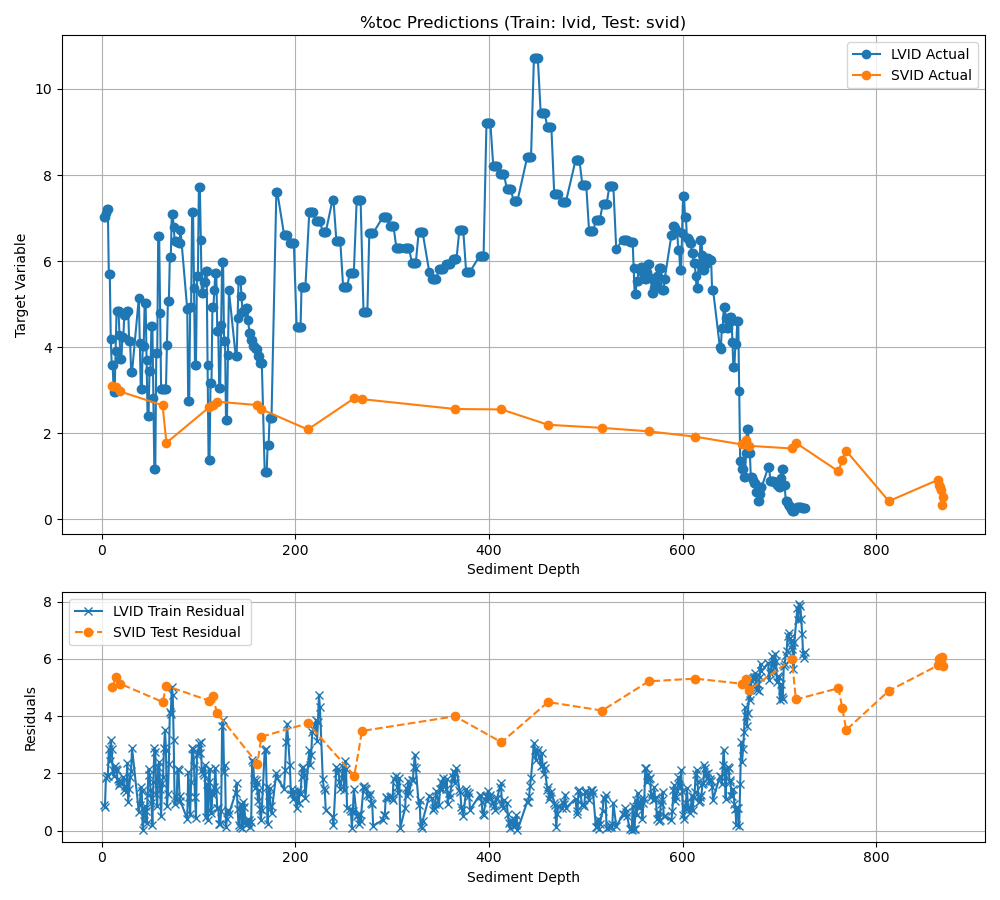 %toc Predictions (Train: lvid, Test: svid)
LVID Actual
SVID Actual
Target Variable
10
8
6
4
2
0
0 200 400 600 800
Sediment Depth
LVID Train Residual
SVID Test Residual
Residuals
8
6
4
2
0
0 200 400 600 800
Sediment Depth